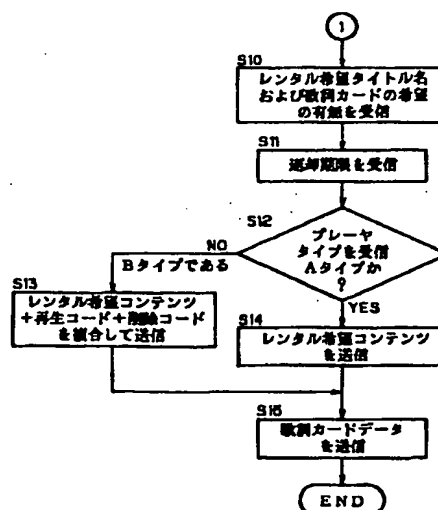 1
S10
レンタル希望タイトル名
および歌詞カードの希望
の有無を受信
S11
返却期限を受信
S12
プレーヤ
タイプを受信
Aタイプか
?
NO
Bタイプである
YES
S13
レンタル希望コンテンツ
+再生コード+削除コード
を複合して送信
S14
レンタル希望コンテンツ
を送信
S15
歌詞カードデータ
を送信
END